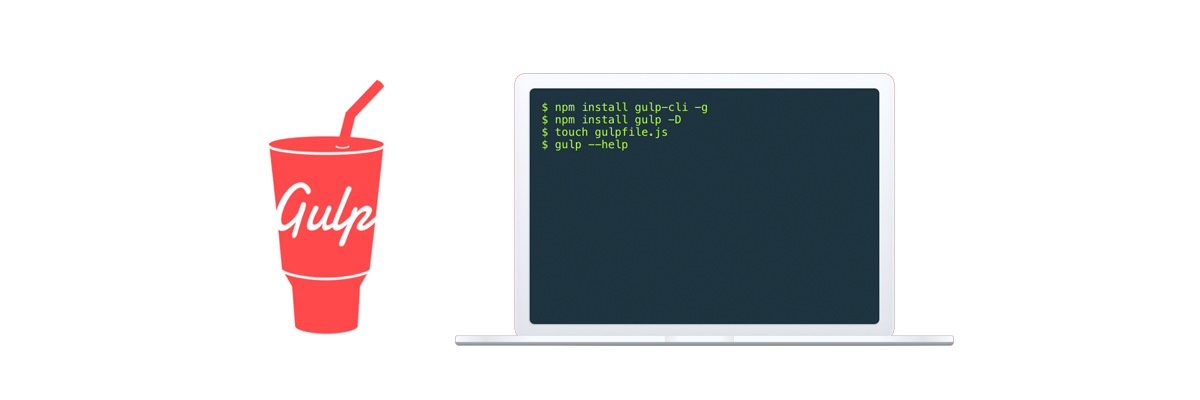 Gulp
$ npm install gulp-cli -g
$ npm install gulp -D
$ touch gulpfile.js
$ gulp --help